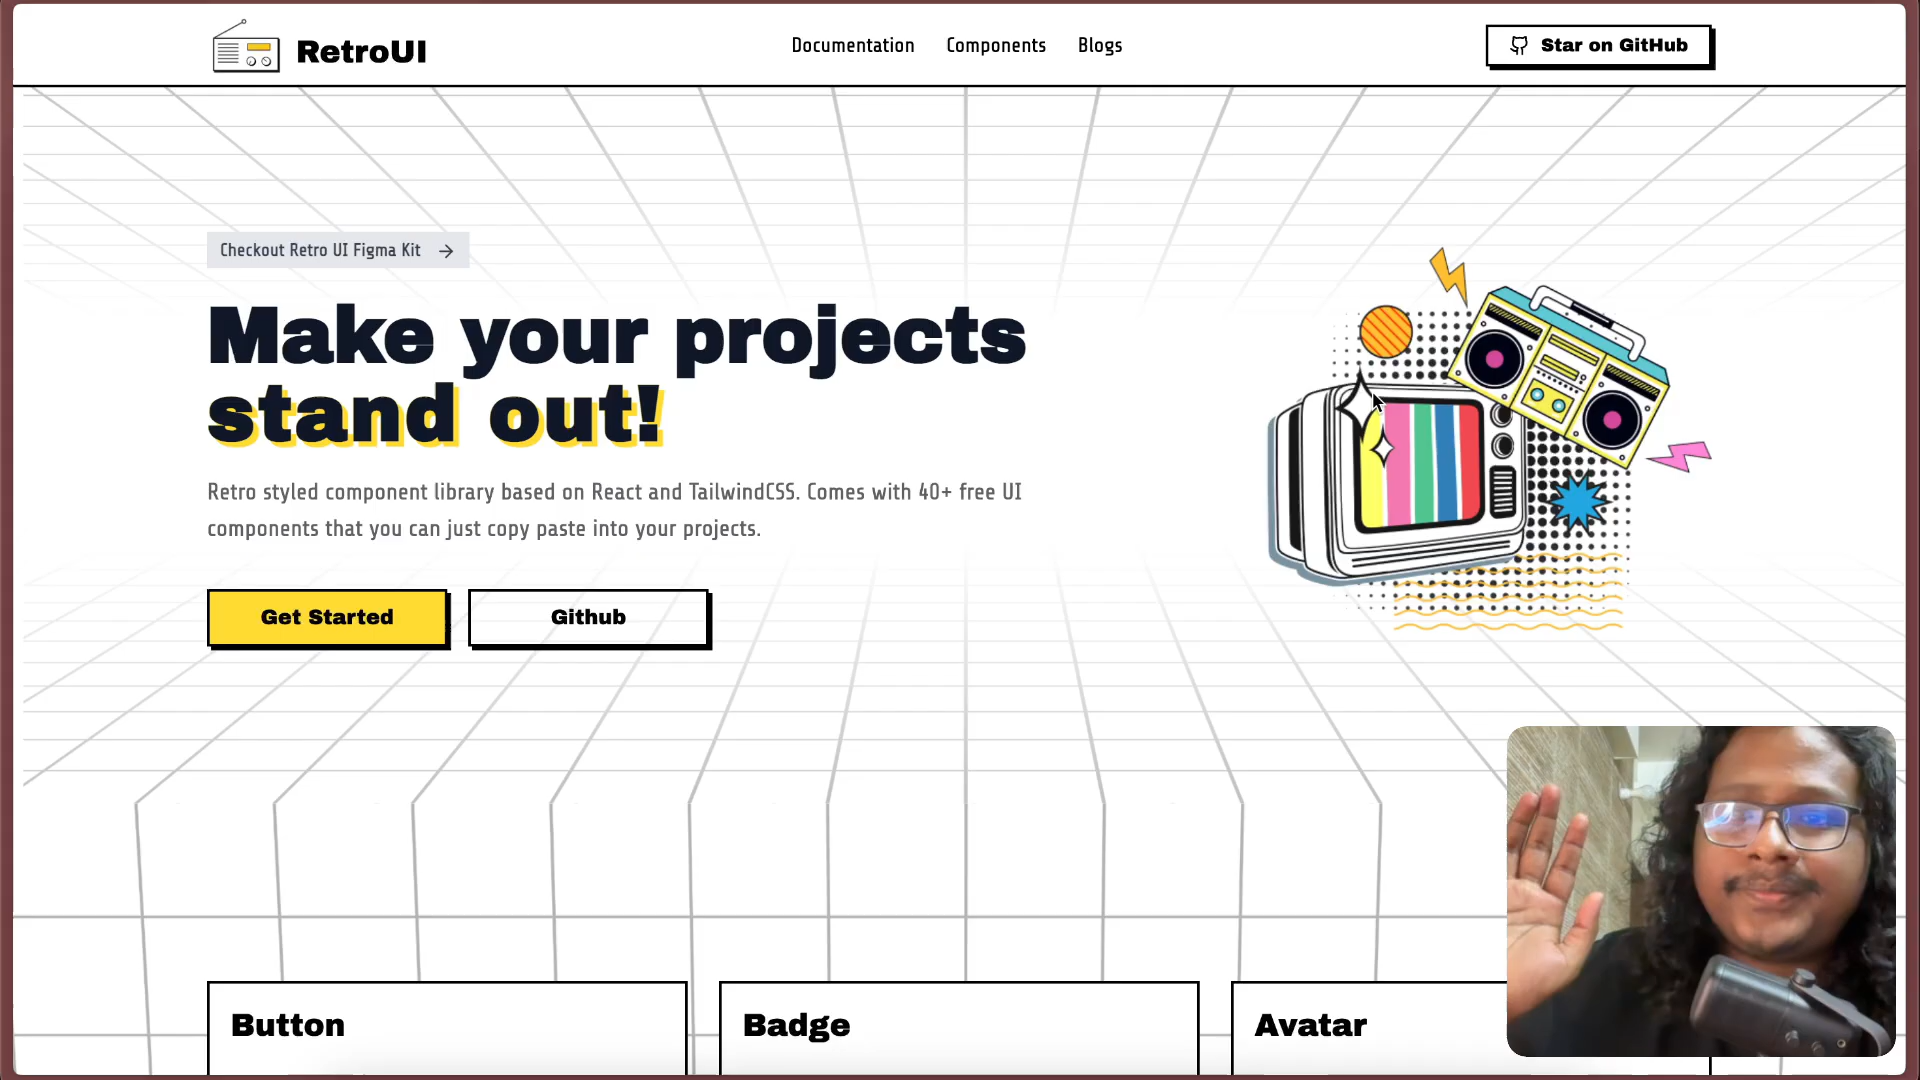 RetroUI
Documentation
Components
Blogs
Star on GitHub
Checkout Retro UI Figma Kit
Make your projects
stand out!
Retro styled component library based on React and TailwindCSS. Comes with 40+ free UI
components that you can just copy paste into your projects.
Get Started
Github
Button
Badge
Avatar